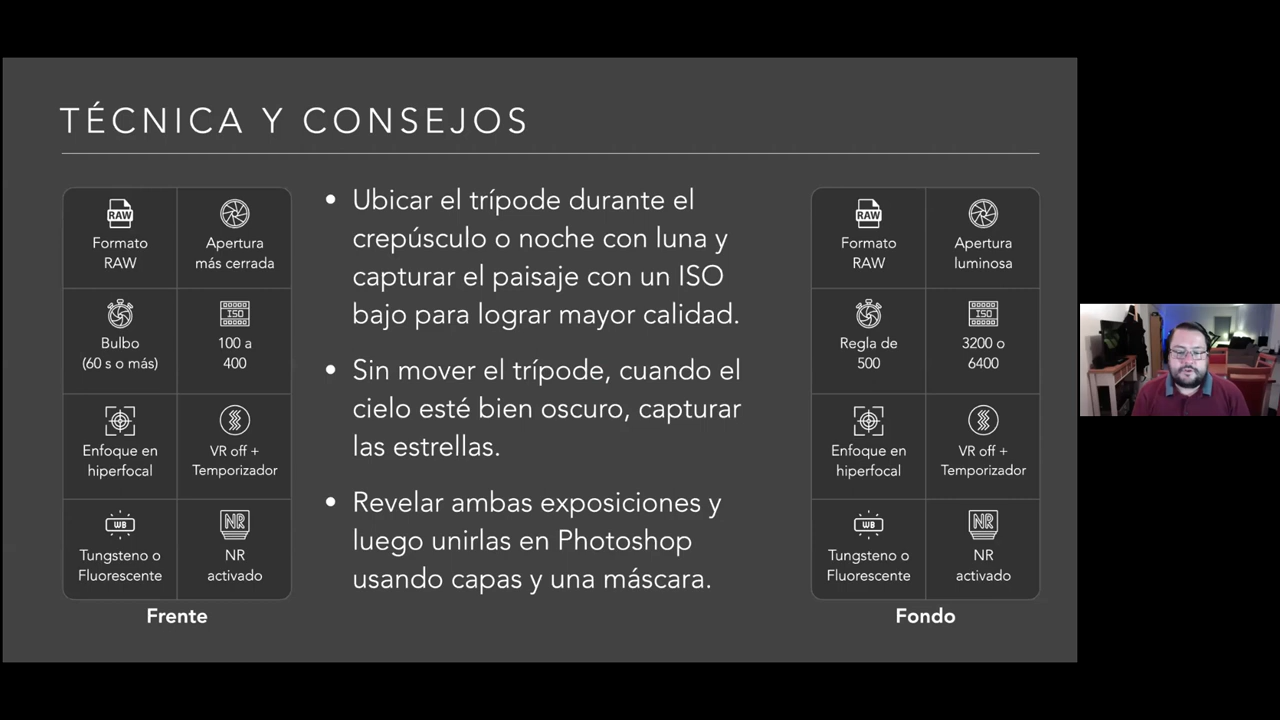 TÉCNICA Y CONSEJOS
RAW
Formato
RAW
Apertura
más cerrada
Bulbo
(60 s o más)
ISO
100 a
400
Enfoque en
hiperfocal
VR off +
Temporizador
WB
Tungsteno o
Fluorescente
NR
NR
activado
Frente
• Ubicar el trípode durante el
crepúsculo o noche con luna y
capturar el paisaje con un ISO
bajo para lograr mayor calidad.
• Sin mover el trípode, cuando el
cielo esté bien oscuro, capturar
las estrellas.
• Revelar ambas exposiciones y
luego unirlas en Photoshop
usando capas y una máscara.
RAW
Formato
RAW
Apertura
luminosa
Regla de
500
ISO
3200 o
6400
Enfoque en
hiperfocal
VR off +
Temporizador
WB
Tungsteno o
Fluorescente
NR
NR
activado
Fondo